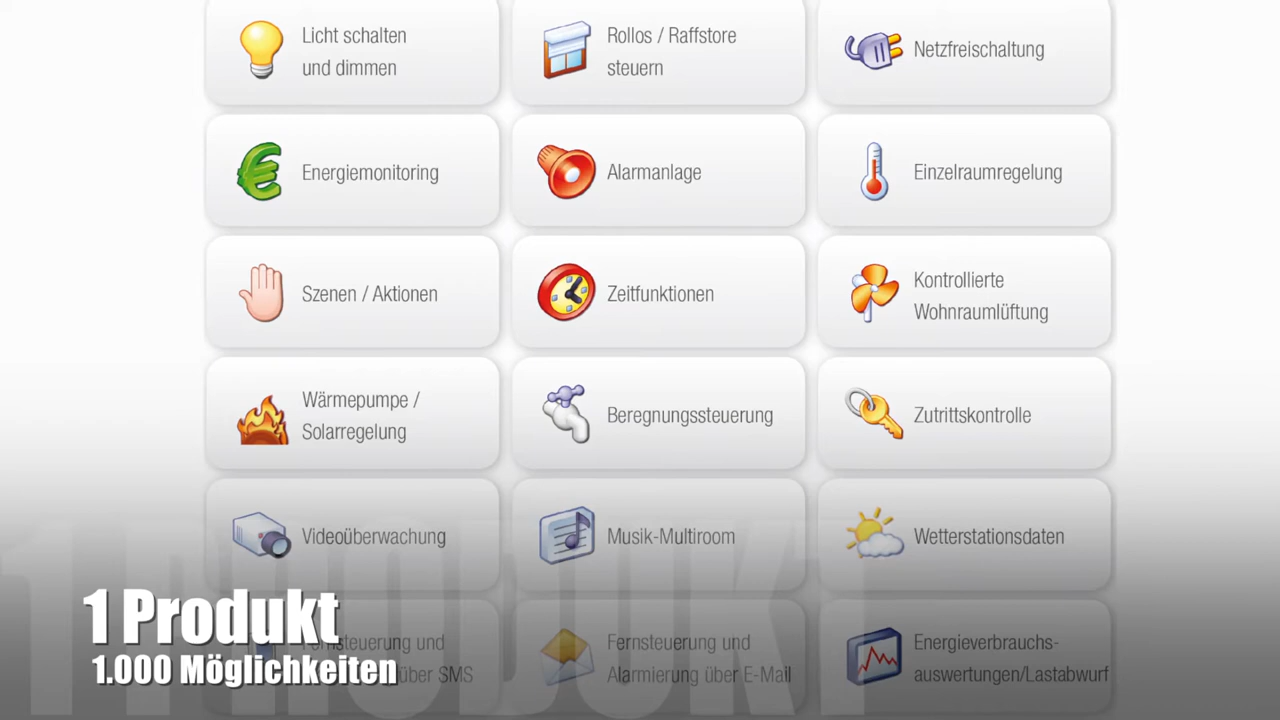 Licht schalten
und dimmen
Rollos / Raffstore
steuern
Netzfreischaltung
Energiemonitoring
Alarmanlage
Einzelraumregelung
Szenen / Aktionen
Zeitfunktionen
Kontrollierte
Wohnraumlüftung
Wärmepumpe /
Solarregelung
Beregnungssteuerung
Zutrittskontrolle
Videoüberwachung
Musik-Multiroom
Wetterstationsdaten
1 PRODUKT
1 Produkt
1.000 Möglichkeiten
Fernsteuerung und
über SMS
Fernsteuerung und
Alarmierung über E-Mail
Energieverbrauchs-
auswertungen/Lastabwurf